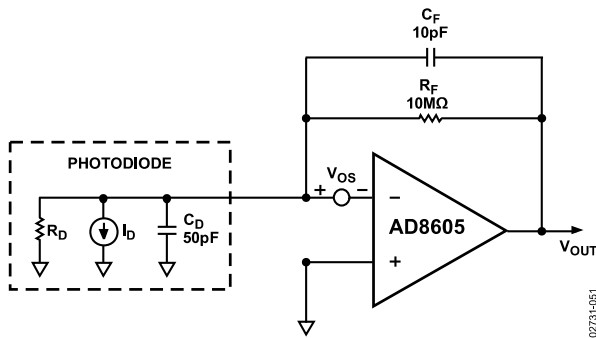 C_F
10pF
R_F
10MΩ
PHOTODIODE
V_OS
+ −
−
R_D
I_D
C_D
50pF
AD8605
+
V_OUT
02731-051